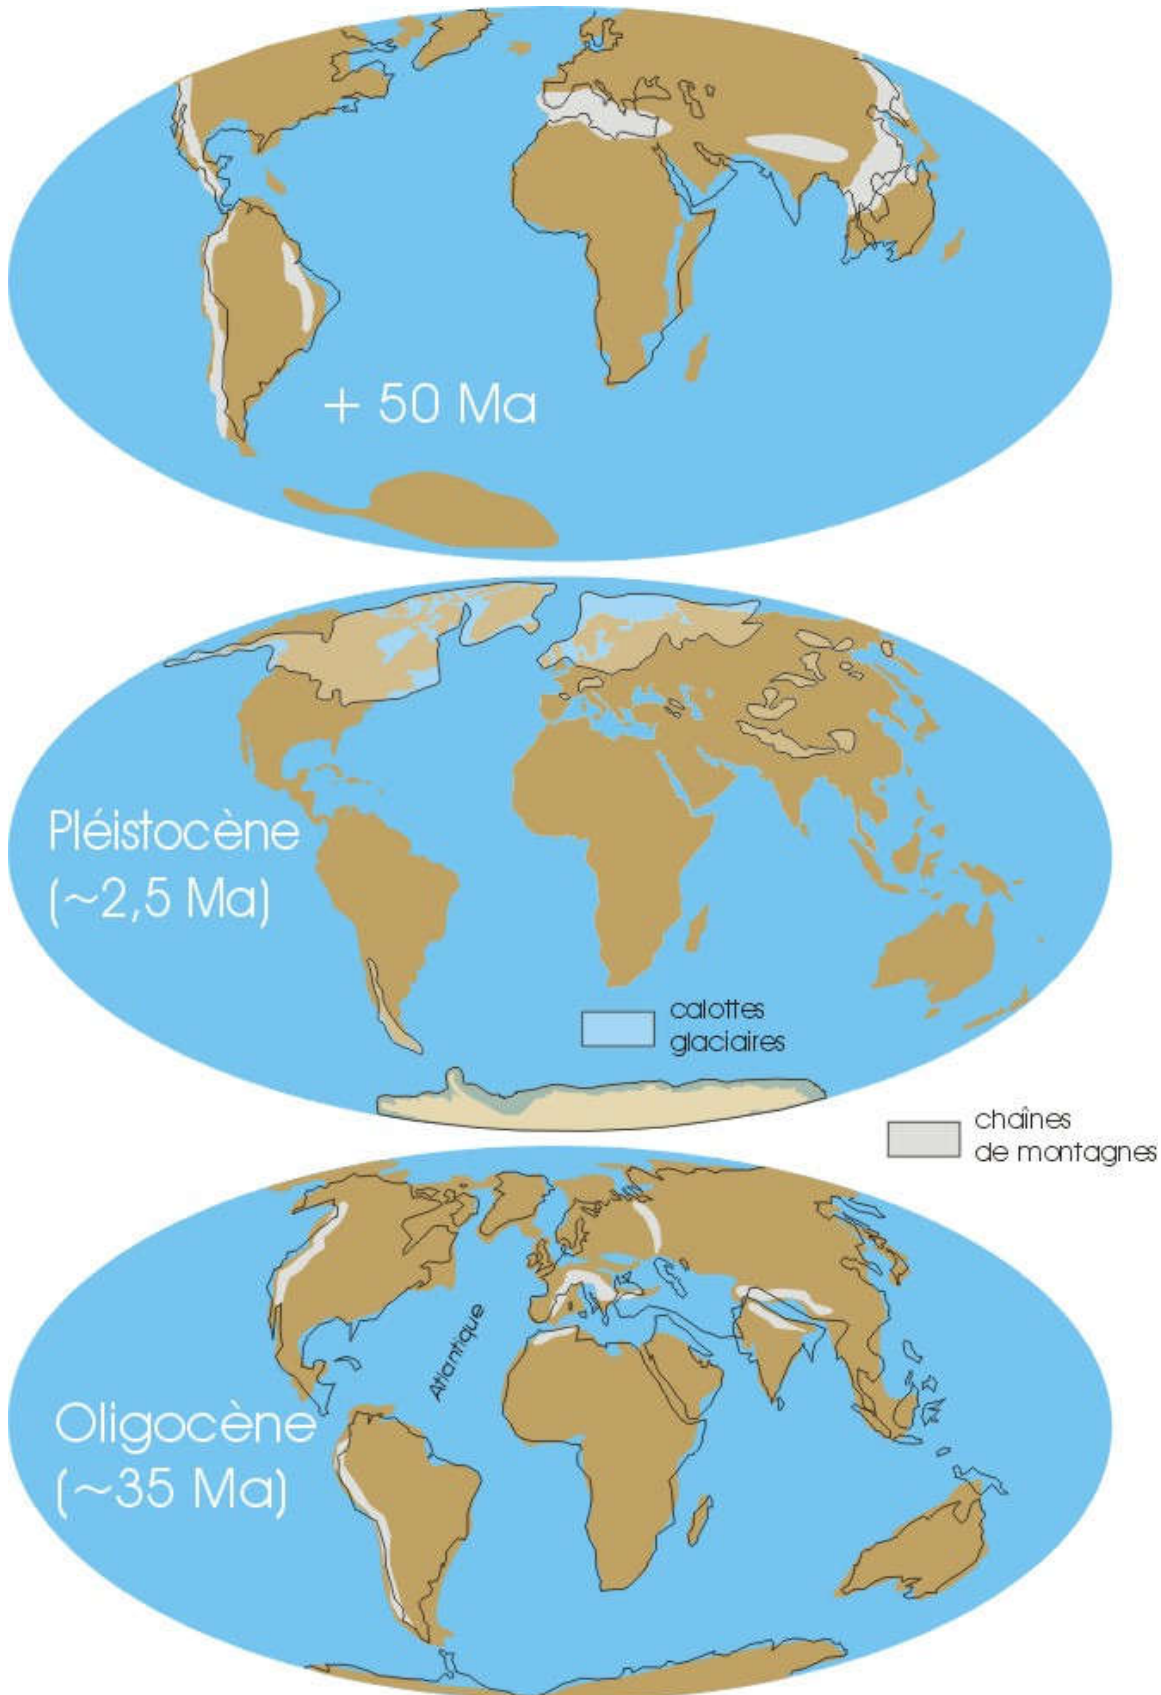 + 50 Ma
Pléistocène
(~2,5 Ma)
calottes
glaciaires
chaînes
de montagnes
Atlantique
Oligocène
(~35 Ma)